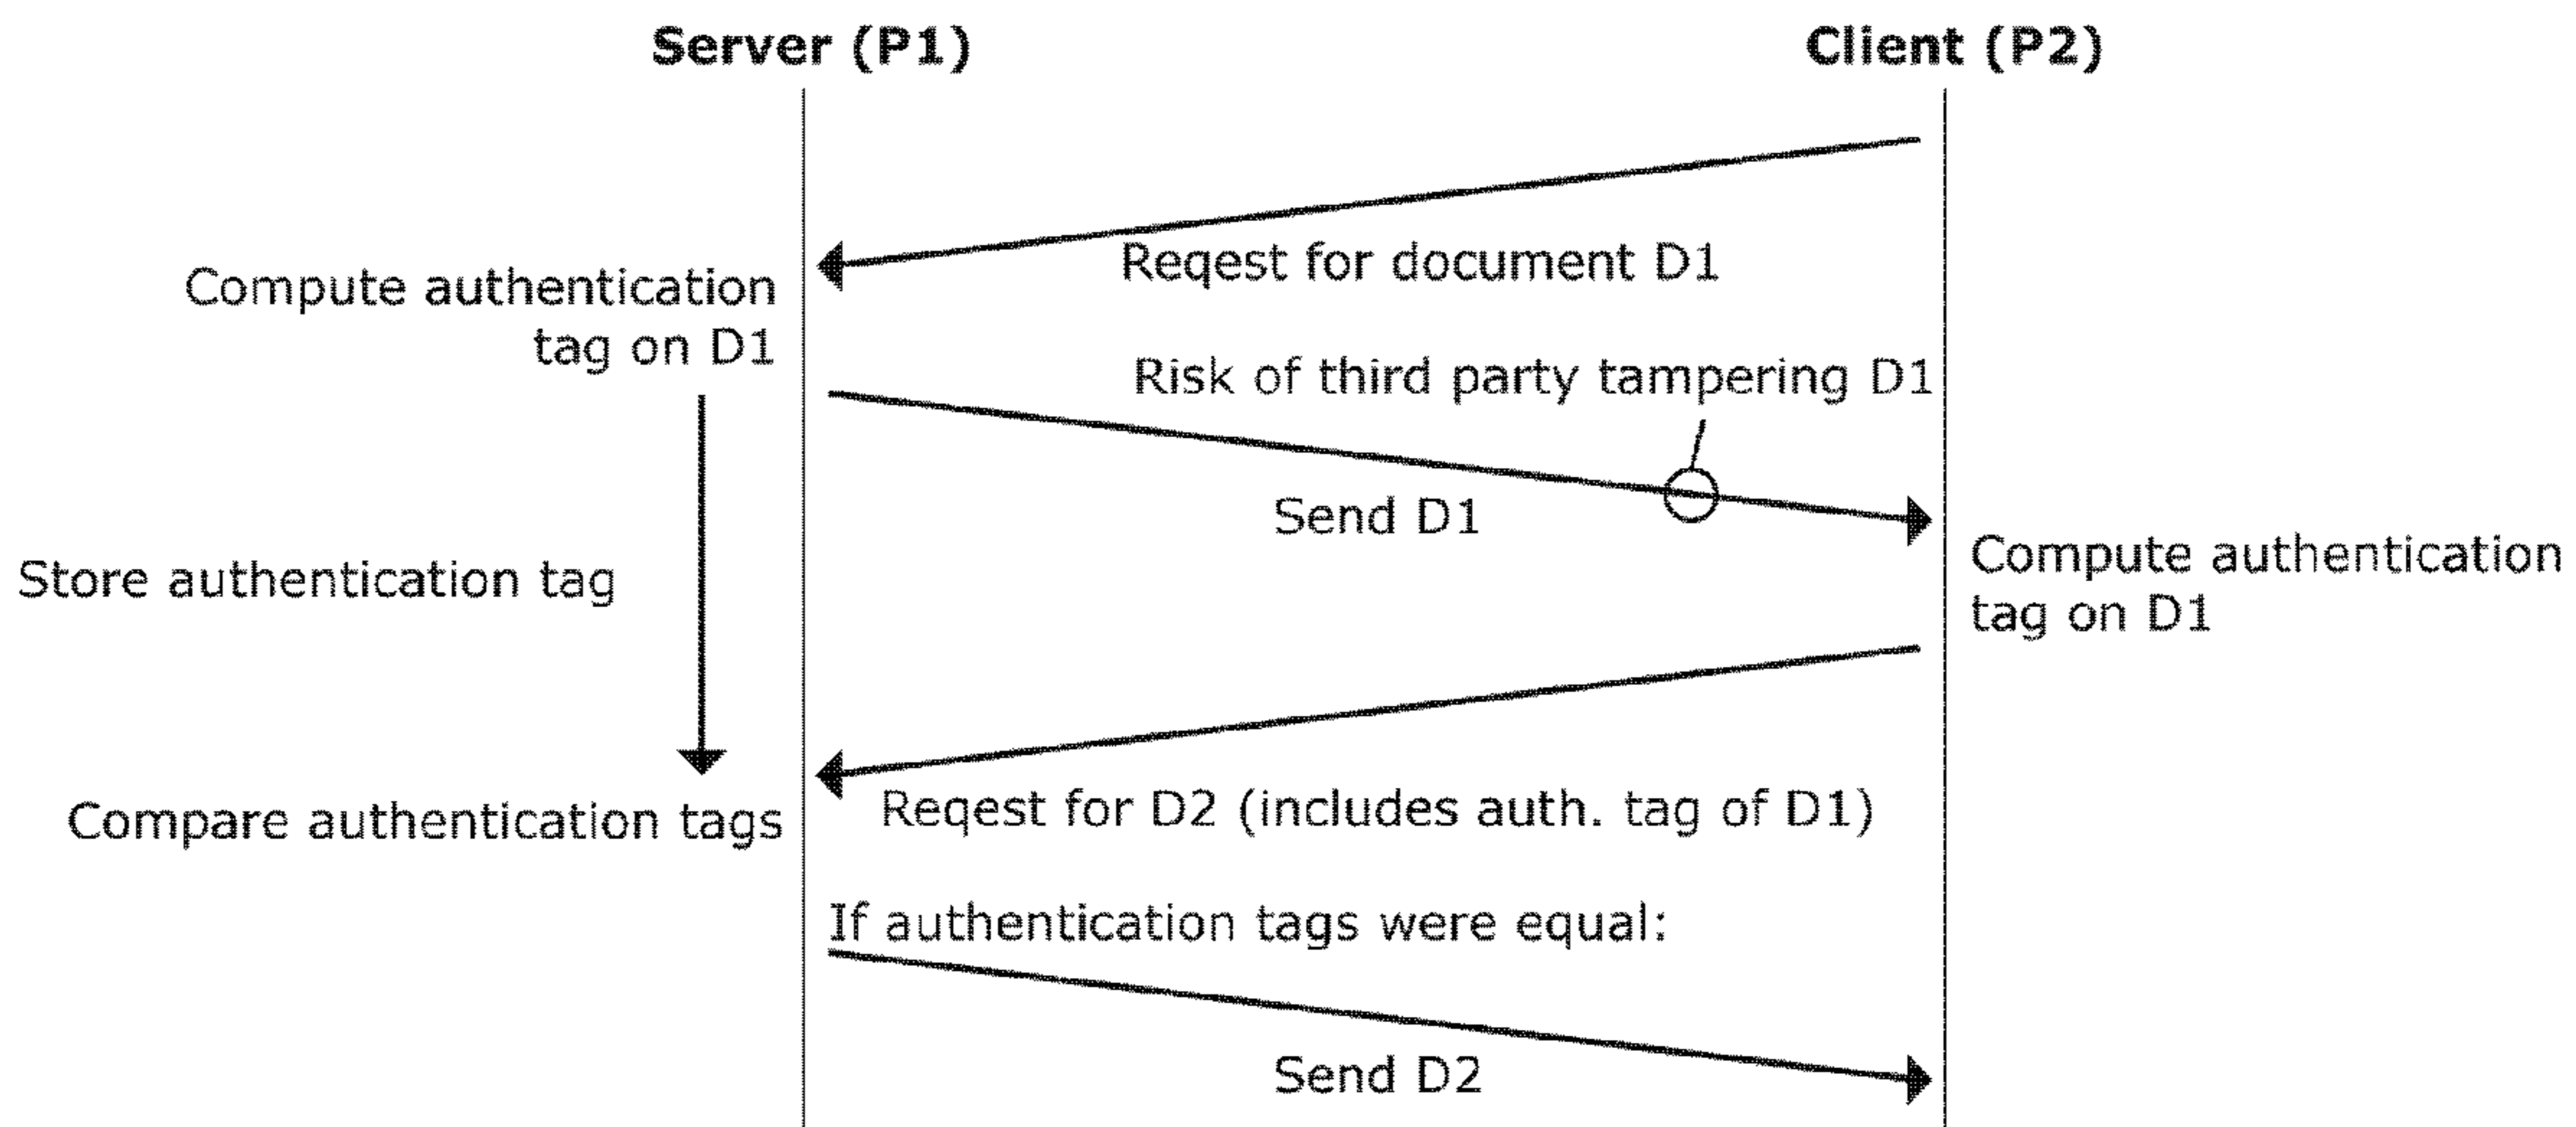 Server (P1)
Client (P2)
Reqest for document D1
Compute authentication
tag on D1
Risk of third party tampering D1
Send D1
Store authentication tag
Compute authentication
tag on D1
Reqest for D2 (includes auth. tag of D1)
Compare authentication tags
If authentication tags were equal:
Send D2